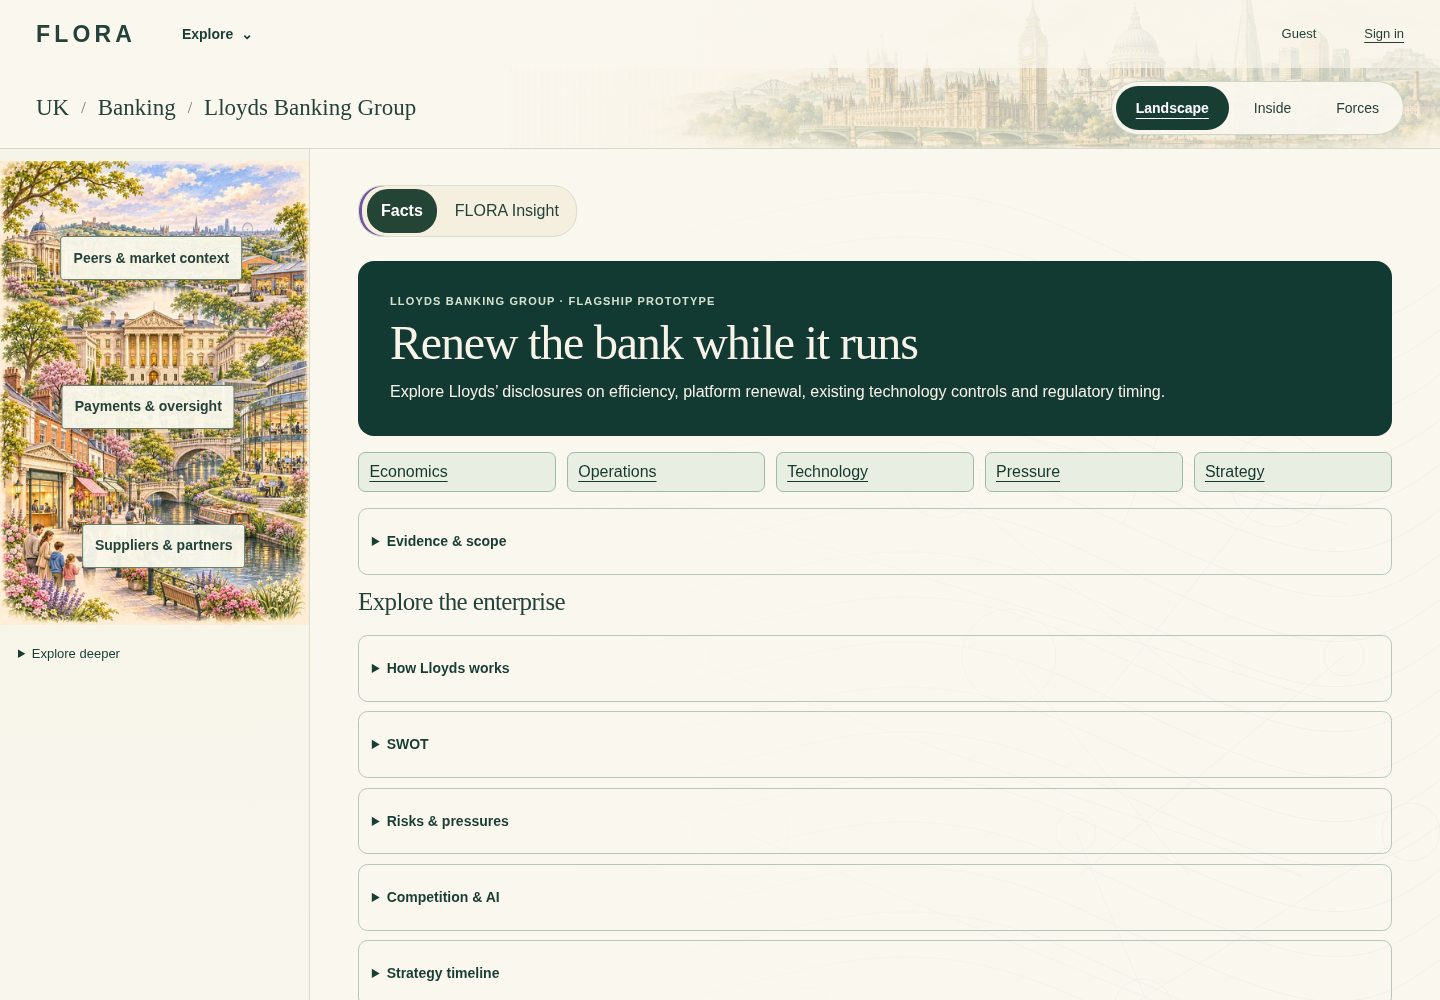 FLORA
Explore
Guest
Sign in
UK / Banking / Lloyds Banking Group
Landscape
Inside
Forces
Peers & market context
Payments & oversight
Suppliers & partners
Explore deeper
Facts
FLORA Insight
LLOYDS BANKING GROUP · FLAGSHIP PROTOTYPE
Renew the bank while it runs
Explore Lloyds’ disclosures on efficiency, platform renewal, existing technology controls and regulatory timing.
Economics
Operations
Technology
Pressure
Strategy
Evidence & scope
Explore the enterprise
How Lloyds works
SWOT
Risks & pressures
Competition & AI
Strategy timeline